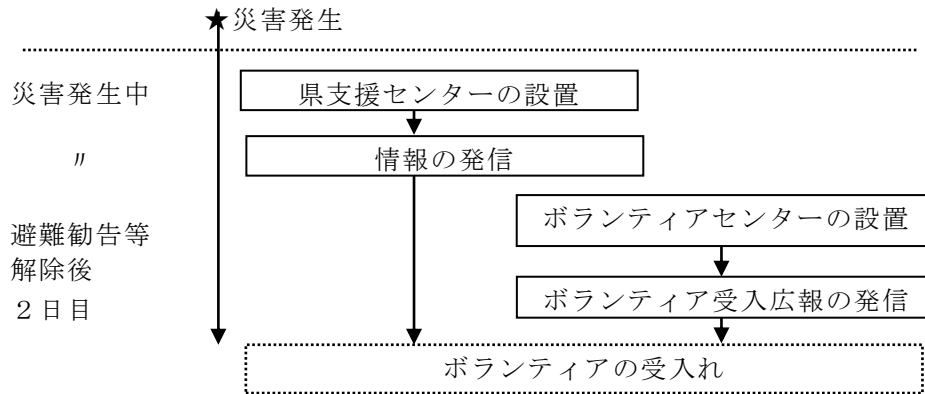 ★災害発生
災害発生中
県支援センターの設置
〃
情報の発信
ボランティアセンターの設置
避難勧告等
解除後
２日目
ボランティア受入広報の発信
ボランティアの受入れ